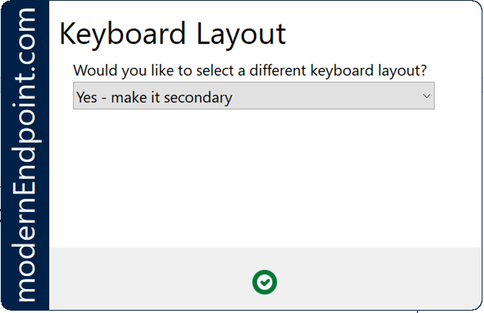 modernEndpoint.com
Keyboard Layout
Would you like to select a different keyboard layout?
Yes - make it secondary